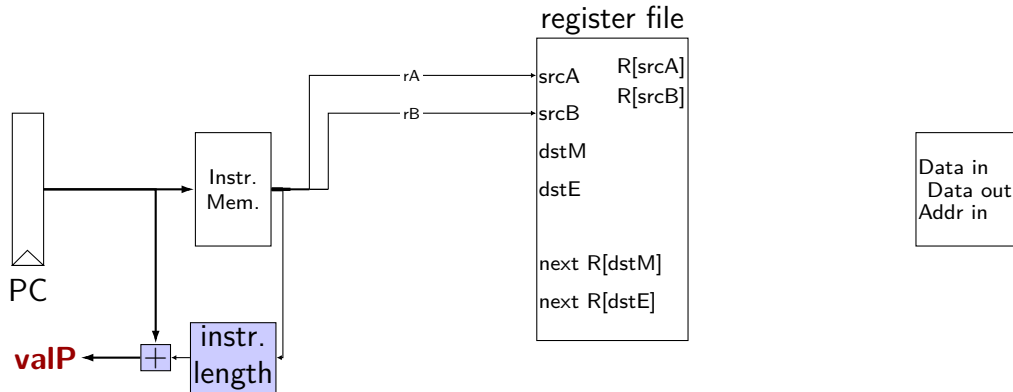 register file
rA
srcA
R[srcA]
R[srcB]
rB
srcB
dstM
dstE
next R[dstM]
next R[dstE]
Instr.
Mem.
PC
instr.
length
+
valP
Data in
Data out
Addr in